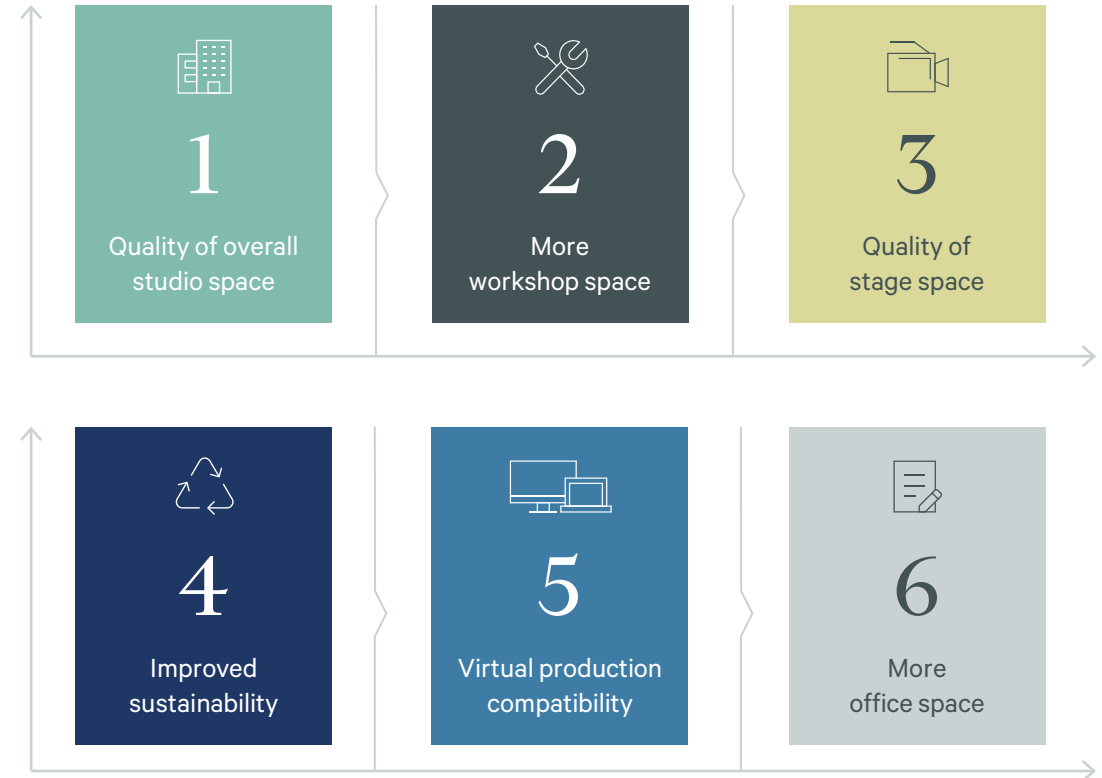 1
Quality of overall
studio space
2
More
workshop space
3
Quality of
stage space
4
Improved
sustainability
5
Virtual production
compatibility
6
More
office space